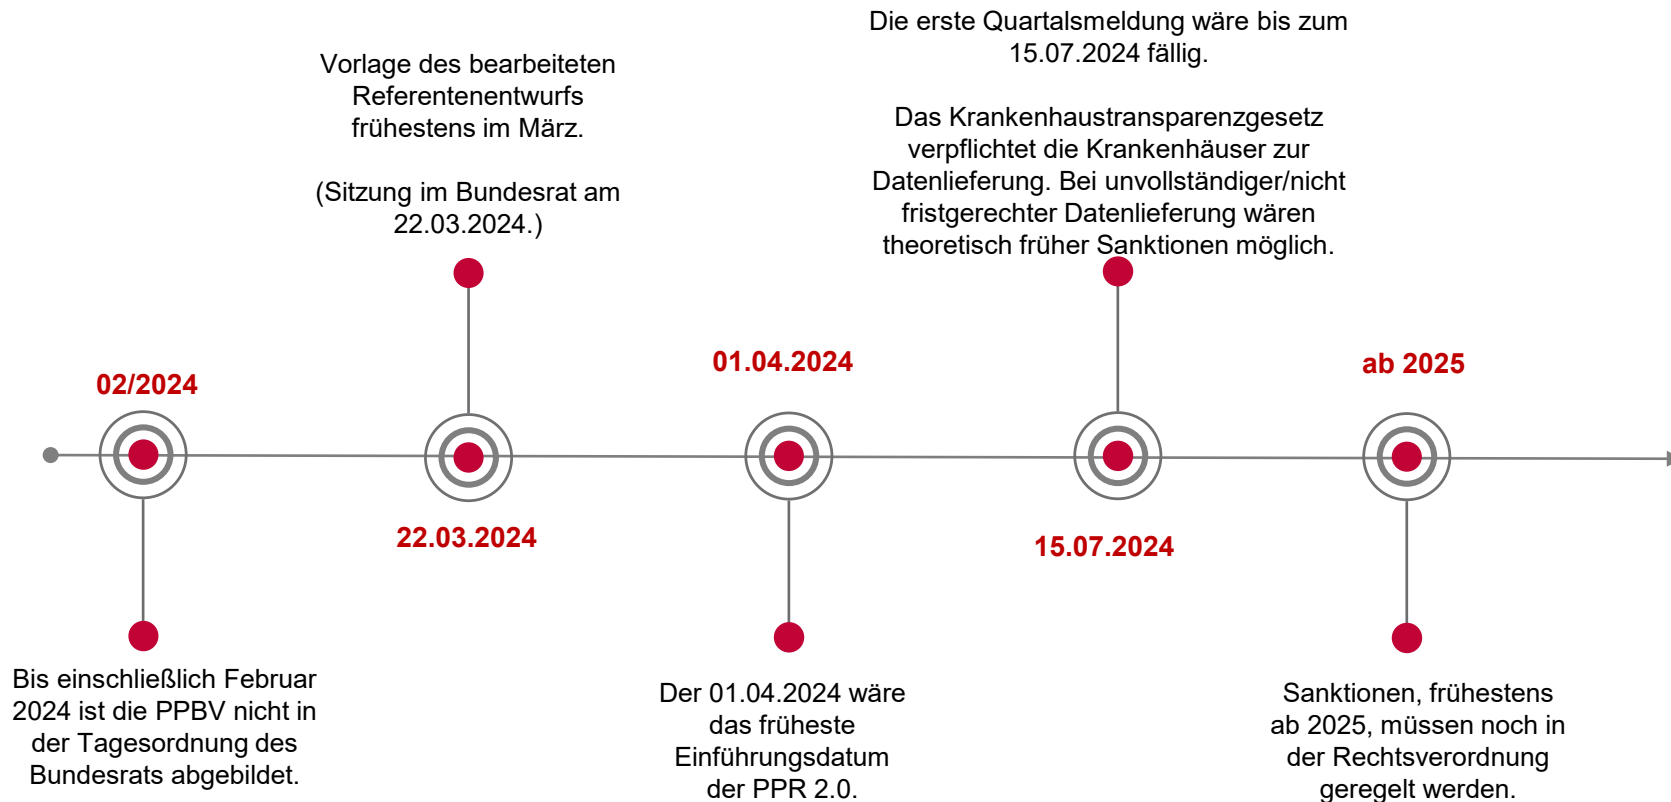 Die erste Quartalsmeldung wäre bis zum
15.07.2024 fällig.
Das Krankenhaustransparenzgesetz
verpflichtet die Krankenhäuser zur
Datenlieferung. Bei unvollständiger/nicht
fristgerechter Datenlieferung wären
theoretisch früher Sanktionen möglich.
Vorlage des bearbeiteten
Referentenentwurfs
frühestens im März.
(Sitzung im Bundesrat am
22.03.2024.)
02/2024
22.03.2024
01.04.2024
15.07.2024
ab 2025
Bis einschließlich Februar
2024 ist die PPBV nicht in
der Tagesordnung des
Bundesrats abgebildet.
Der 01.04.2024 wäre
das früheste
Einführungsdatum
der PPR 2.0.
Sanktionen, frühestens
ab 2025, müssen noch in
der Rechtsverordnung
geregelt werden.